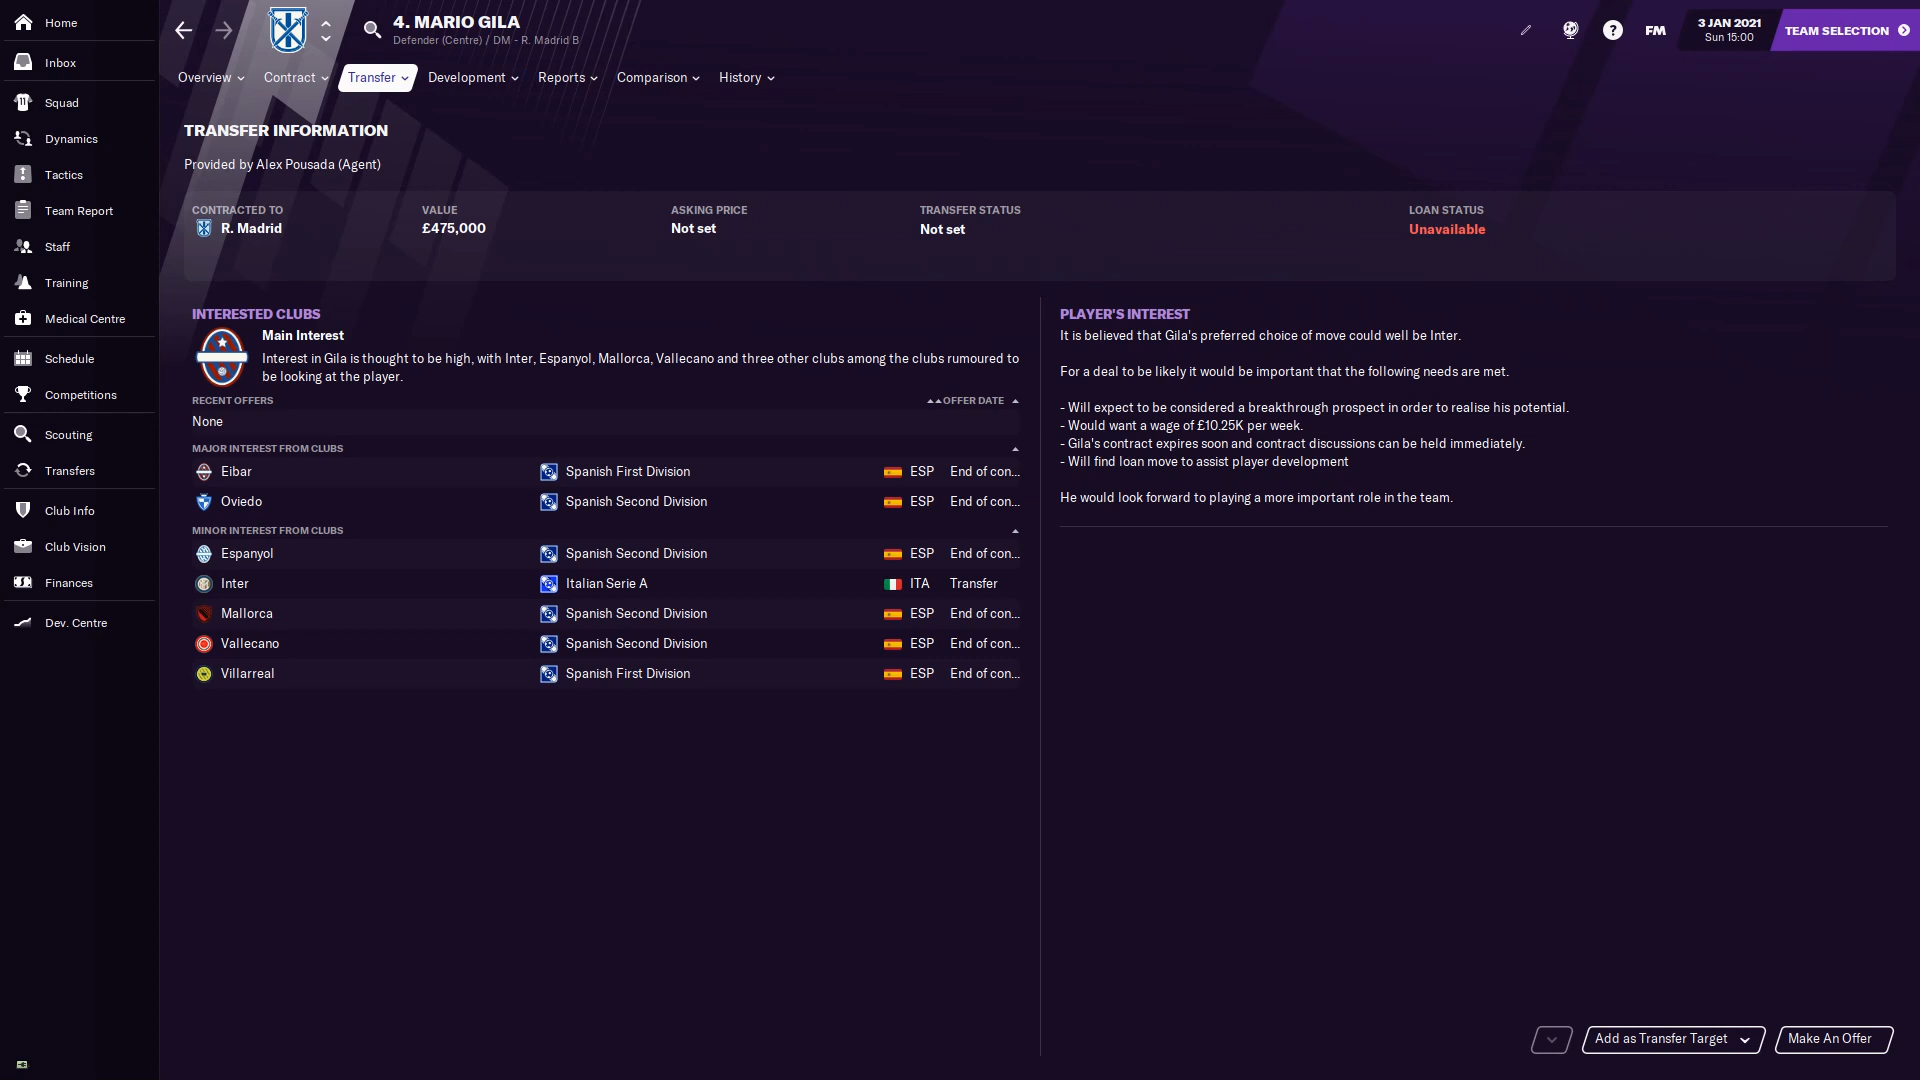 Home
Inbox
Squad
Dynamics
Tactics
Team Report
Staff
Training
Medical Centre
Schedule
Competitions
Scouting
Transfers
Club Info
Club Vision
Finances
Dev. Centre
4. MARIO GILA
Defender (Centre) / DM - R. Madrid B
FM
3 JAN 2021
Sun 15:00
TEAM SELECTION
Overview
Contract
Transfer
Development
Reports
Comparison
History
TRANSFER INFORMATION
Provided by Alex Pousada (Agent)
CONTRACTED TO
R. Madrid
VALUE
£475,000
ASKING PRICE
Not set
TRANSFER STATUS
Not set
LOAN STATUS
Unavailable
INTERESTED CLUBS
Main Interest
Interest in Gila is thought to be high, with Inter, Espanyol, Mallorca, Vallecano and three other clubs among the clubs rumoured to
be looking at the player.
RECENT OFFERS
OFFER DATE
None
MAJOR INTEREST FROM CLUBS
Eibar Spanish First Division ESP End of con...
Oviedo Spanish Second Division ESP End of con...
MINOR INTEREST FROM CLUBS
Espanyol Spanish Second Division ESP End of con...
Inter Italian Serie A ITA Transfer
Mallorca Spanish Second Division ESP End of con...
Vallecano Spanish Second Division ESP End of con...
Villarreal Spanish First Division ESP End of con...
PLAYER'S INTEREST
It is believed that Gila's preferred choice of move could well be Inter.
For a deal to be likely it would be important that the following needs are met.
- Will expect to be considered a breakthrough prospect in order to realise his potential.
- Would want a wage of £10.25K per week.
- Gila's contract expires soon and contract discussions can be held immediately.
- Will find loan move to assist player development
He would look forward to playing a more important role in the team.
Add as Transfer Target
Make An Offer